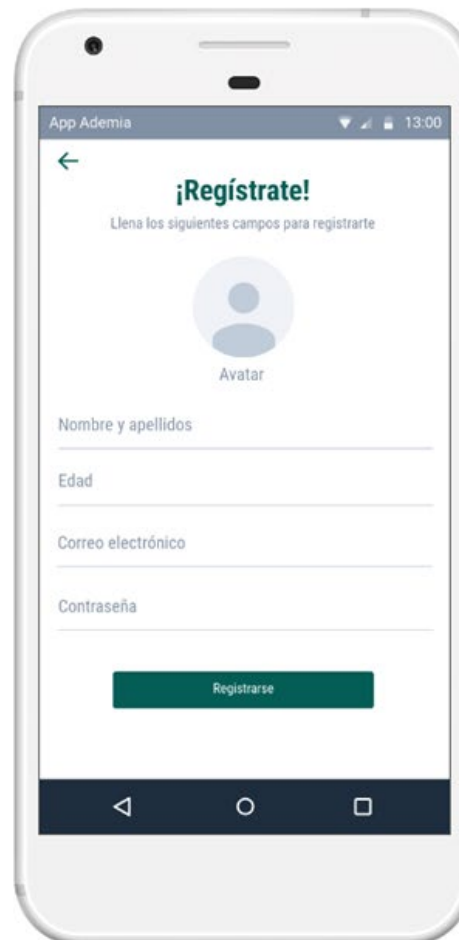 App Ademia 13:00
¡Regístrate!
Llena los siguientes campos para registrarte
Avatar
Nombre y apellidos
Edad
Correo electrónico
Contraseña
Registrarse